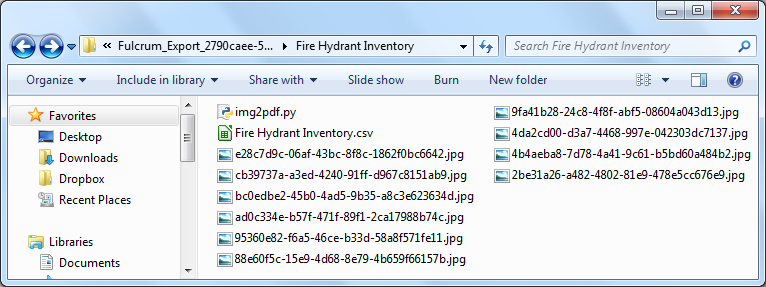 « Fulcrum_Export_2790caee-5... ▸ Fire Hydrant Inventory
Search Fire Hydrant Inventory
Organize Include in library Share with Slide show Burn New folder
Favorites
Desktop
Downloads
Dropbox
Recent Places
Libraries
Documents
img2pdf.py
Fire Hydrant Inventory.csv
e28c7d9c-06af-43bc-8f8c-1862f0bc6642.jpg
cb39737a-a3ed-4240-91ff-d967c8151ab9.jpg
bc0edbe2-45b0-4ad5-9b35-a8c3e623634d.jpg
ad0c334e-b57f-471f-89f1-2ca17988b74c.jpg
95360e82-f6a5-46ce-b33d-58a8f571fe11.jpg
88e60f5c-15e9-4d68-8e79-4b659f66157b.jpg
9fa41b28-24c8-4f8f-abf5-08604a043d13.jpg
4da2cd00-d3a7-4468-997e-042303dc7137.jpg
4b4aeba8-7d78-4a41-9c61-b5bd60a484b2.jpg
2be31a26-a482-4802-81e9-478e5cc676e9.jpg